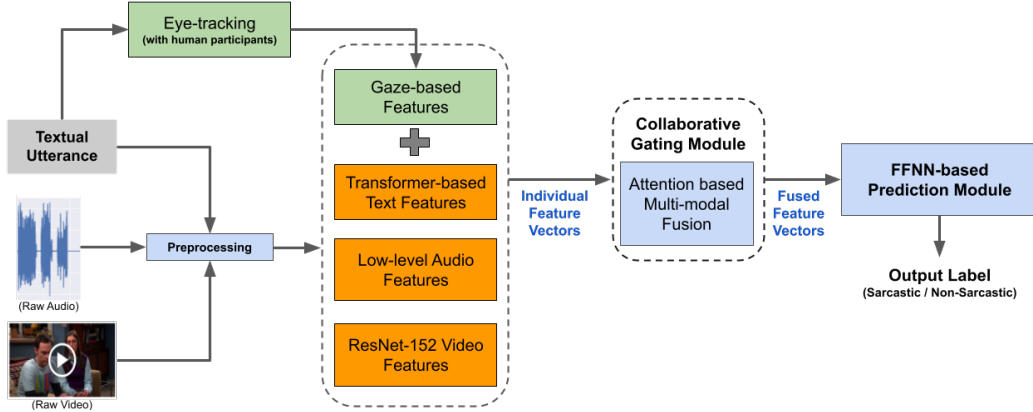 Eye-tracking
(with human participants)
Gaze-based
Features
Textual
Utterance
Transformer-based
Text Features
Low-level Audio
Features
ResNet-152 Video
Features
Preprocessing
(Raw Audio)
(Raw Video)
Individual
Feature
Vectors
Collaborative
Gating Module
Attention based
Multi-modal
Fusion
Fused
Feature
Vectors
FFNN-based
Prediction Module
Output Label
(Sarcastic / Non-Sarcastic)